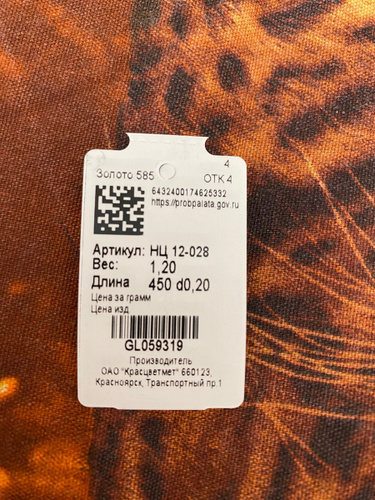 4
Золото 585
ОТК 4
6432400174625332
https://probpalata.gov.ru
Артикул: НЦ 12-028
Вес: 1,20
Длина 450 d0,20
Цена за грамм
Цена изд
GL059319
Производитель
ОАО "Красцветмет" 660123,
Красноярск, Транспортный пр.1